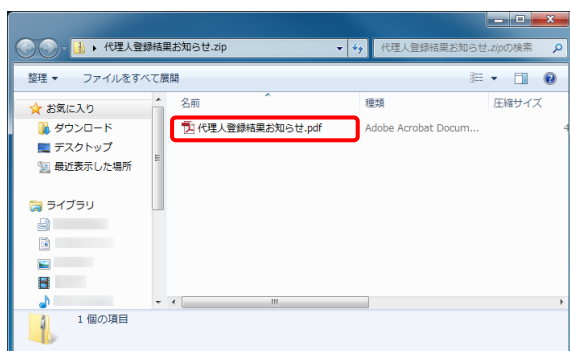 代理人登録結果お知らせ.zip
代理人登録結果お知らせ.zipの検索
整理
ファイルをすべて展開
名前
種類
圧縮サイズ
お気に入り
ダウンロード
デスクトップ
最近表示した場所
ライブラリ
代理人登録結果お知らせ.pdf
Adobe Acrobat Docum...
4
1 個の項目